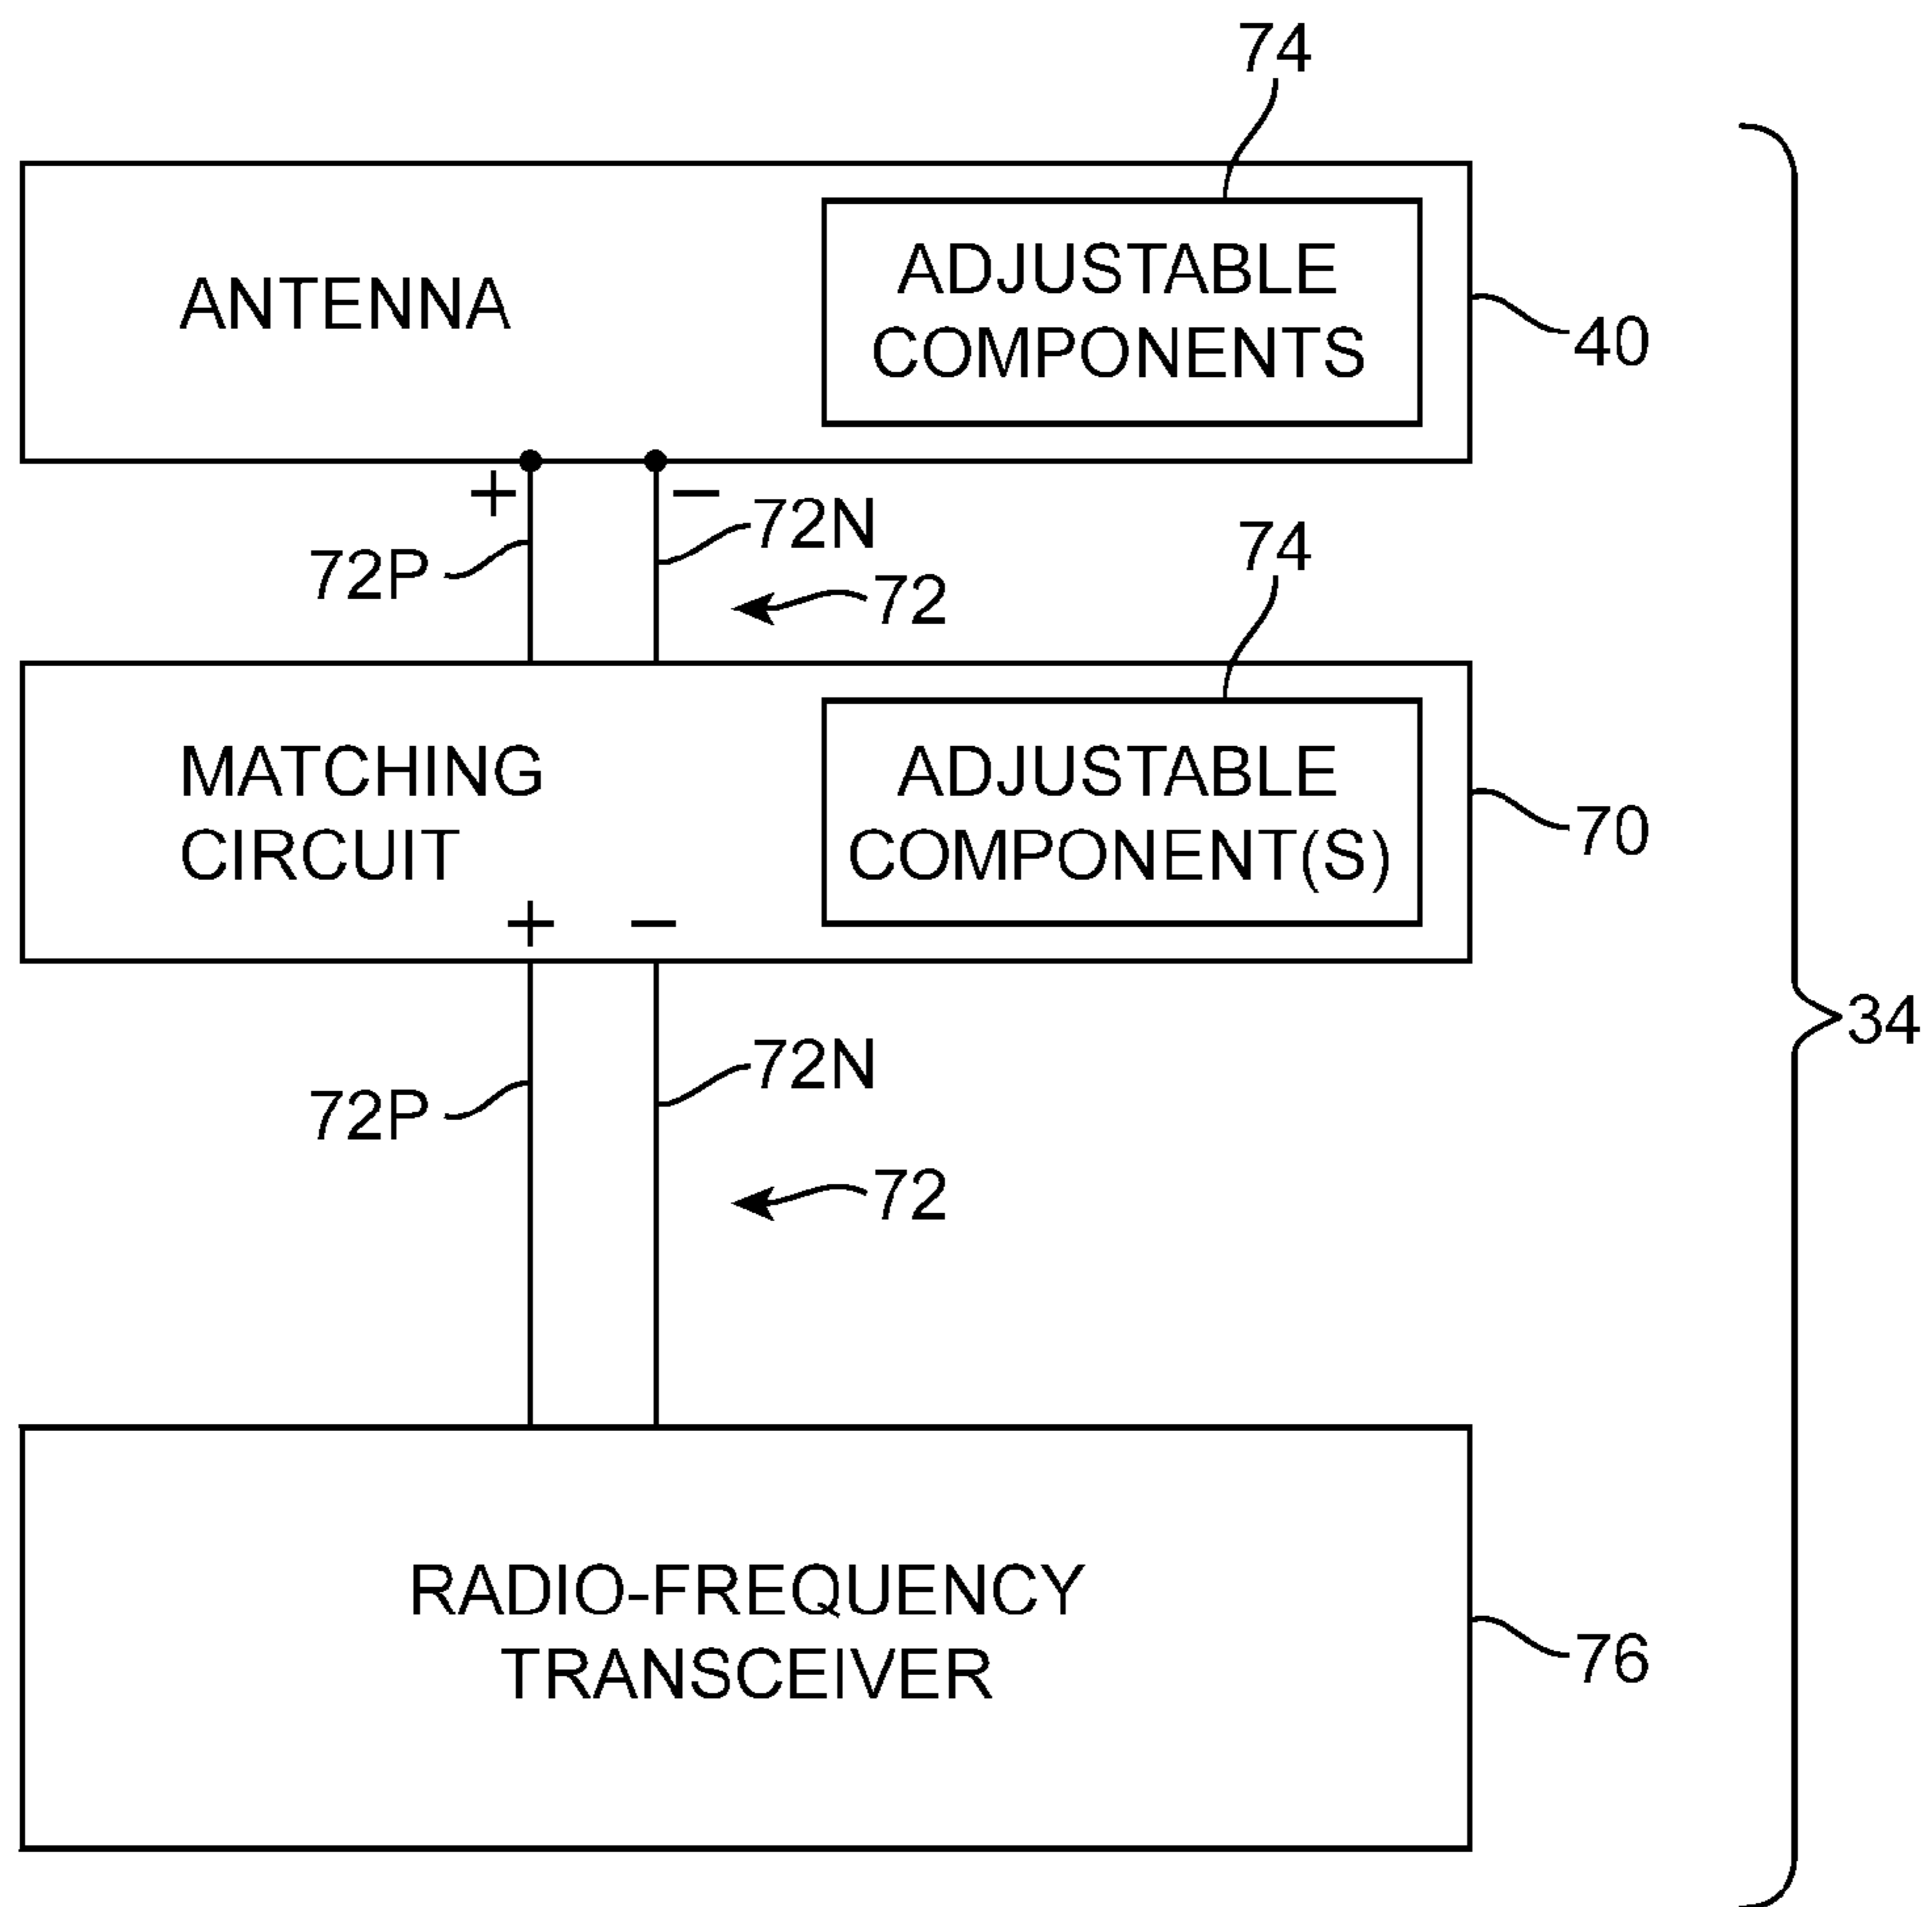 74
ANTENNA
ADJUSTABLE
COMPONENTS
40
+
−
72P
72N
72
74
MATCHING
CIRCUIT
ADJUSTABLE
COMPONENT(S)
70
+ −
34
72P
72N
72
RADIO-FREQUENCY
TRANSCEIVER
76